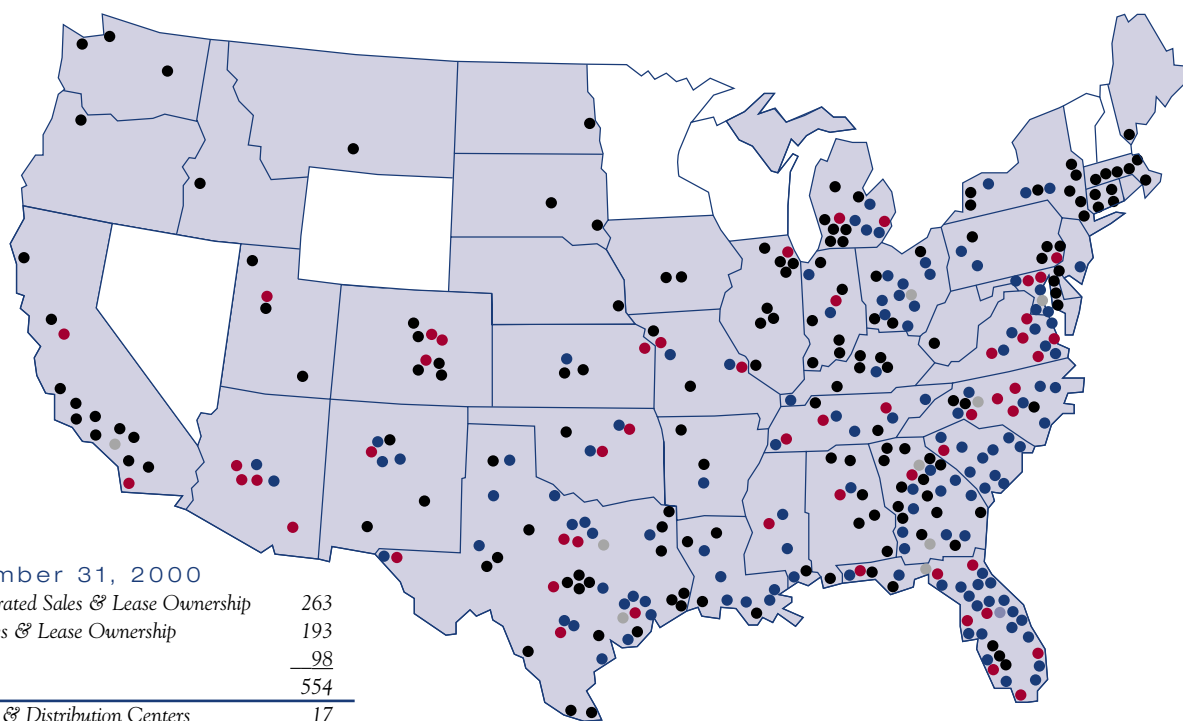 mber 31, 2000
rated Sales & Lease Ownership 263
s & Lease Ownership 193
98
554
& Distribution Centers 17